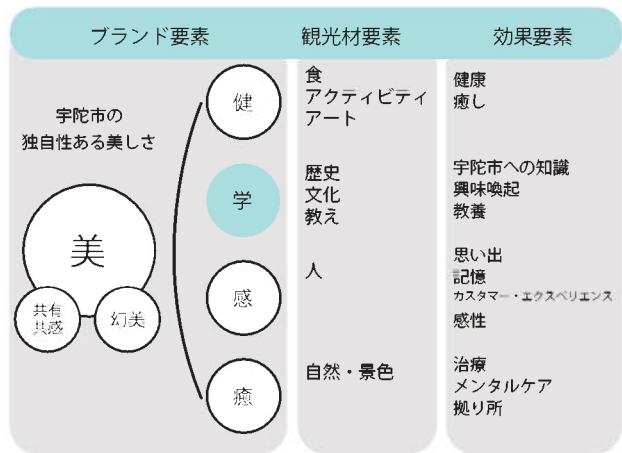 ブランド要素
観光材要素
効果要素
宇陀市の
独自性ある美しさ
美
共有
共感
幻美
健
食
アクティビティ
アート
健康
癒し
学
歴史
文化
教え
宇陀市への知識
興味喚起
教養
感
人
思い出
記憶
カスタマー・エクスペリエンス
感性
癒
自然・景色
治療
メンタルケア
拠り所